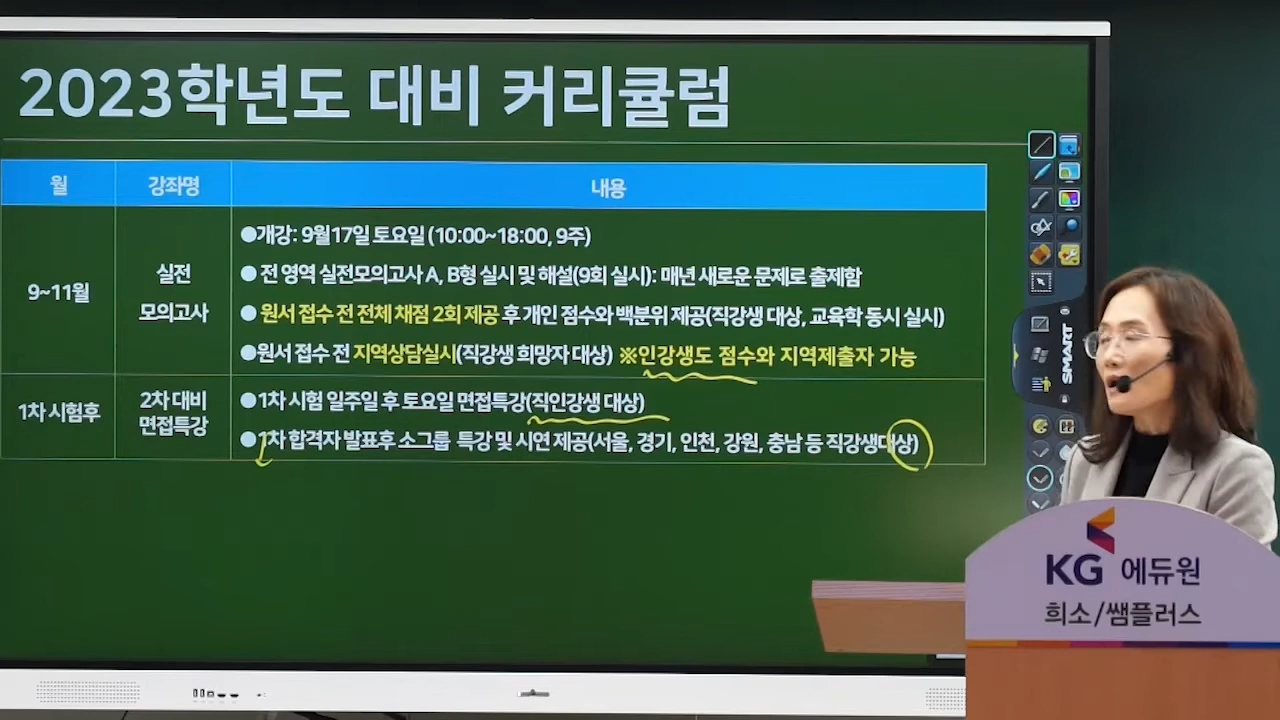 2023학년도 대비 커리큘럼
월 강좌명 내용
9~11월
실전
모의고사
●개강: 9월17일 토요일 (10:00~18:00, 9주)
● 전 영역 실전모의고사 A, B형 실시 및 해설(9회 실시): 매년 새로운 문제로 출제함
● 원서 접수 전 전체 채점 2회 제공 후 개인 점수와 백분위 제공(직강생 대상, 교육학 동시 실시)
●원서 접수 전 지역상담실시(직강생 희망자 대상) ※인강생도 점수와 지역제출자 가능
1차 시험후
2차 대비
면접특강
●1차 시험 일주일 후 토요일 면접특강(직인강생 대상)
●1차 합격자 발표후 소그룹 특강 및 시연 제공(서울, 경기, 인천, 강원, 충남 등 직강생대상)
SMART
KG 에듀원
희소/쌤플러스